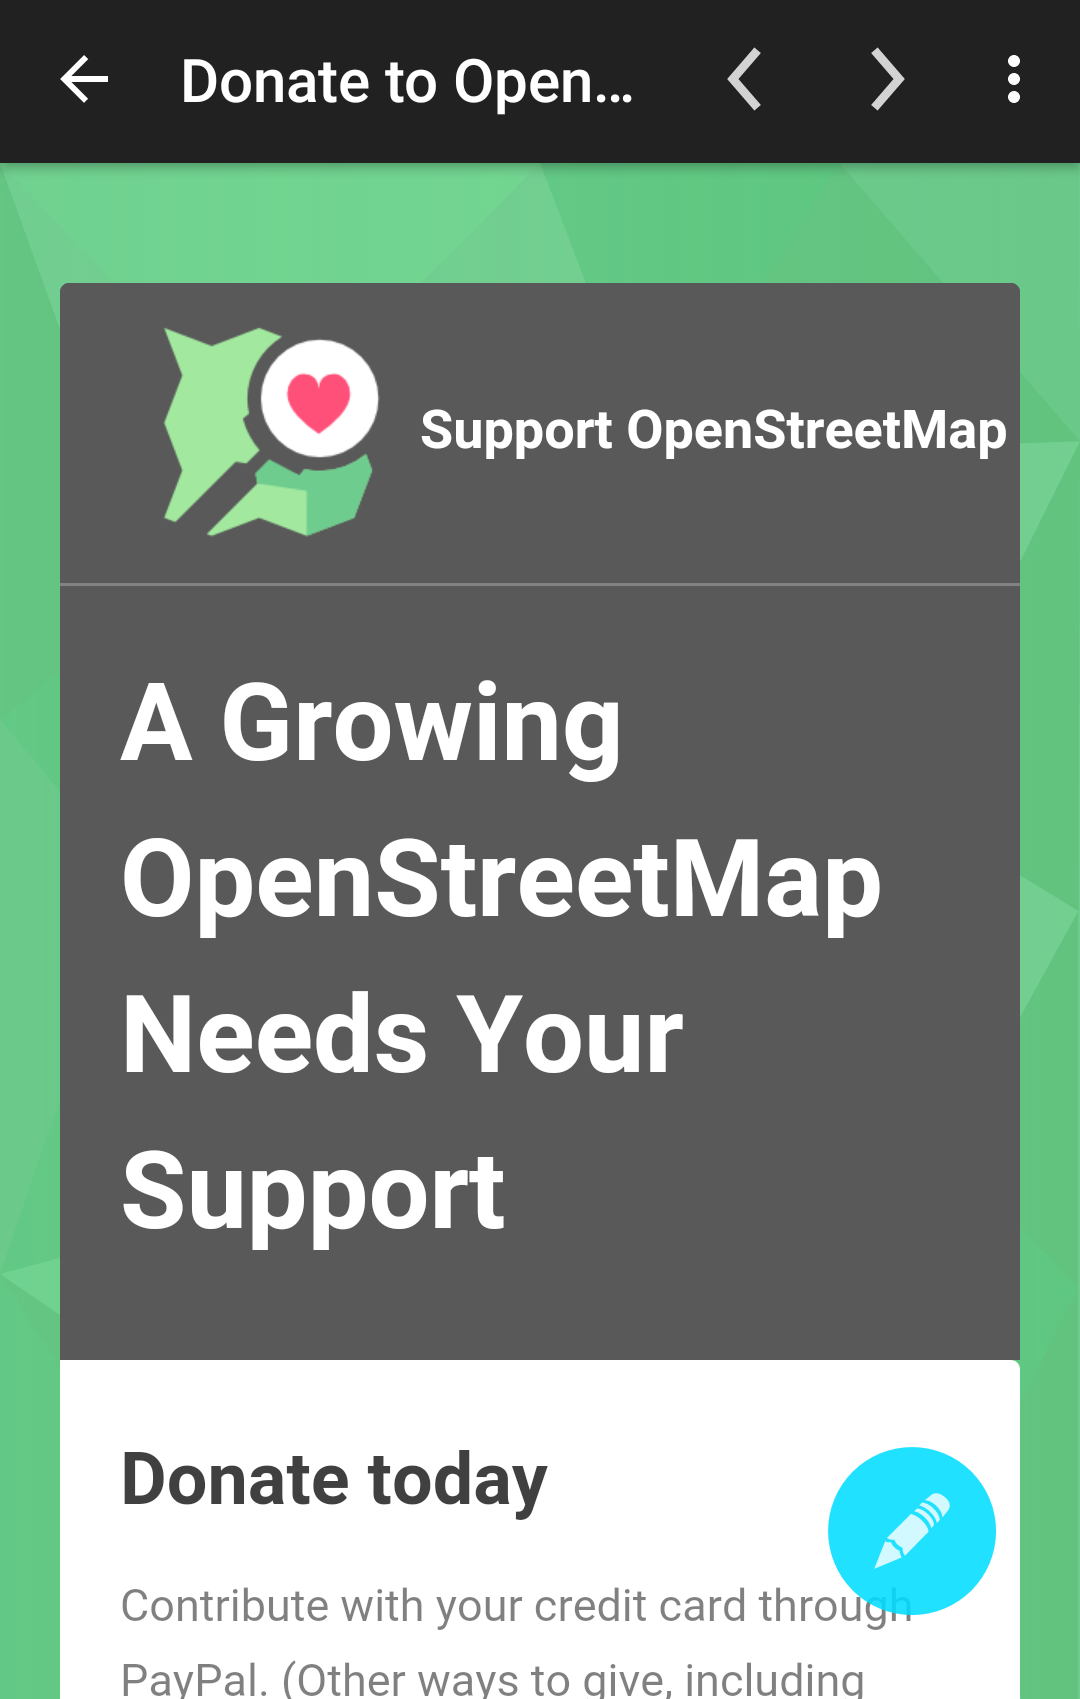 Donate to Open…
Support OpenStreetMap
A Growing
OpenStreetMap
Needs Your
Support
Donate today
Contribute with your credit card through
PayPal. (Other ways to give, including